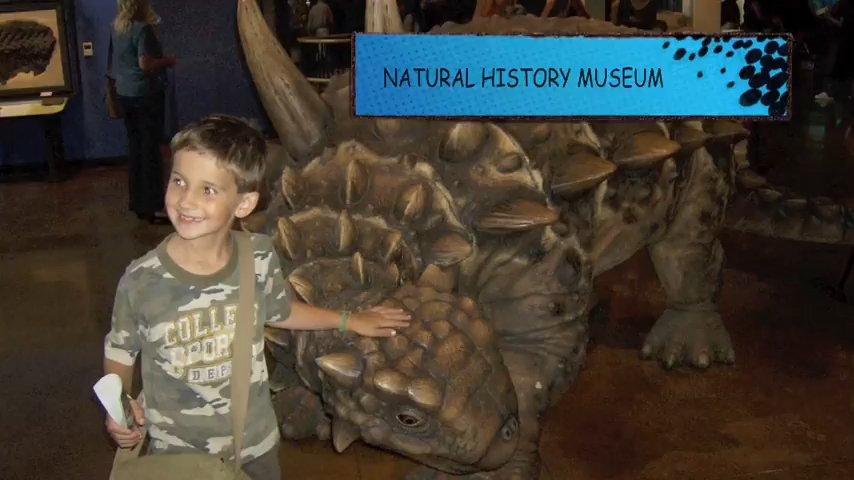 NATURAL HISTORY MUSEUM
COLLEGE
SPORTS
DEPT